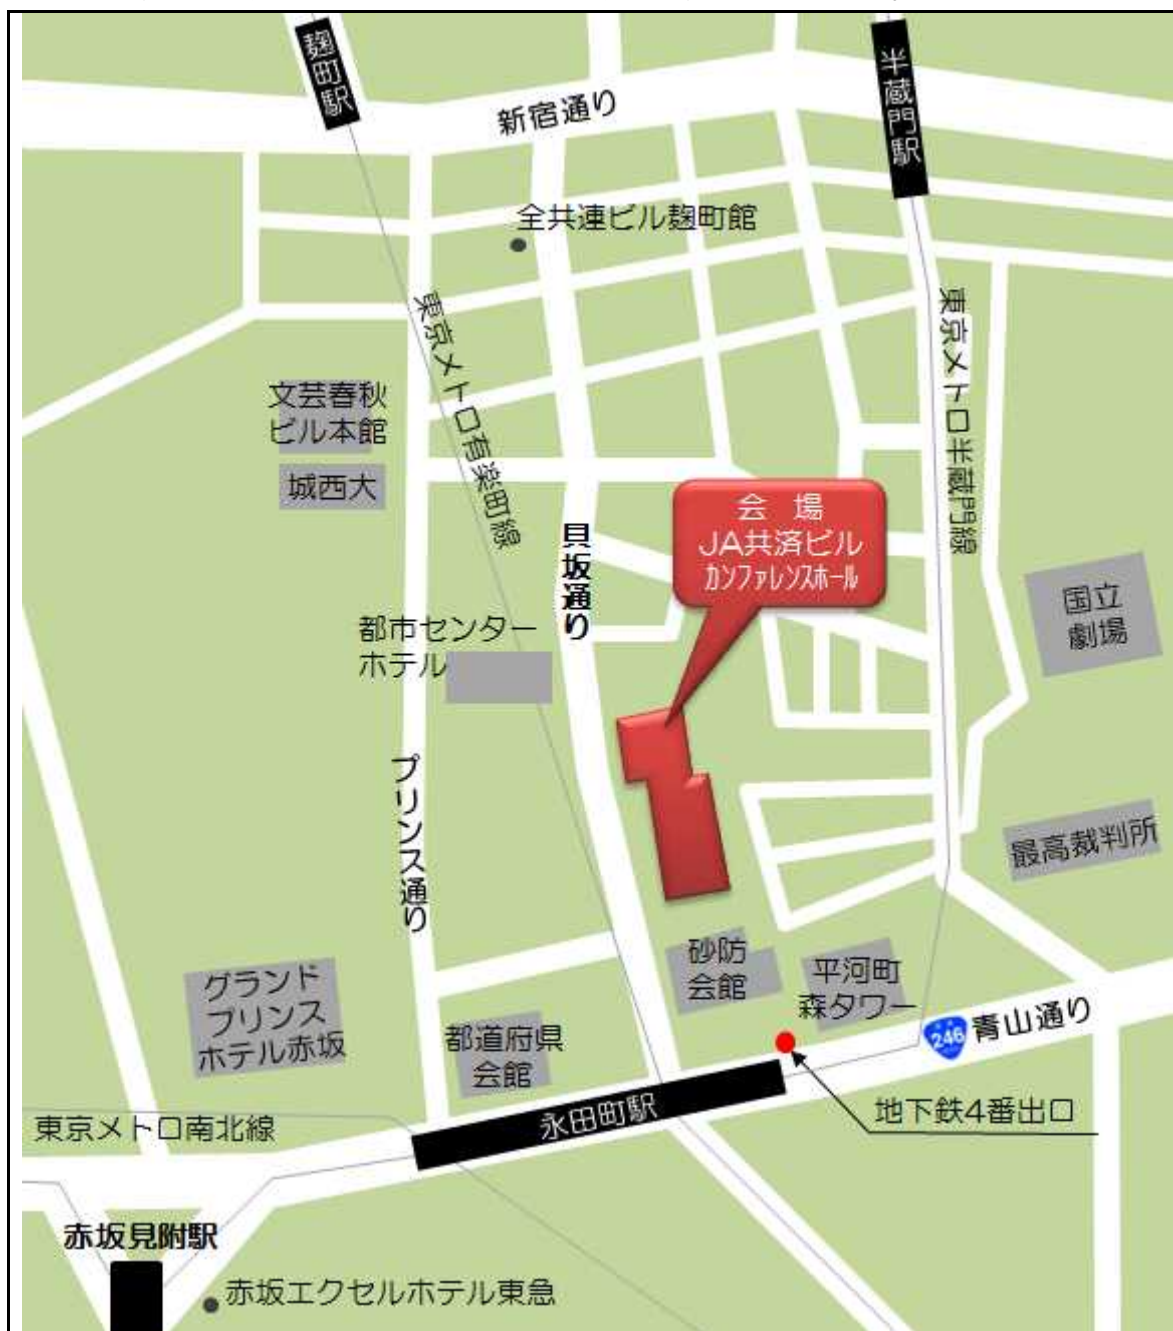 麹町駅
半蔵門駅
新宿通り
全共連ビル麹町館
東京メトロ有楽町線
東京メトロ半蔵門線
文芸春秋
ビル本館
城西大
会 場
JA共済ビル
カンファレンスホール
貝坂通り
国立
劇場
都市センター
ホテル
プリンス通り
最高裁判所
砂防
会館
平河町
森タワー
グランド
プリンス
ホテル赤坂
都道府県
会館
246
青山通り
永田町駅
地下鉄4番出口
東京メトロ南北線
赤坂見附駅
赤坂エクセルホテル東急